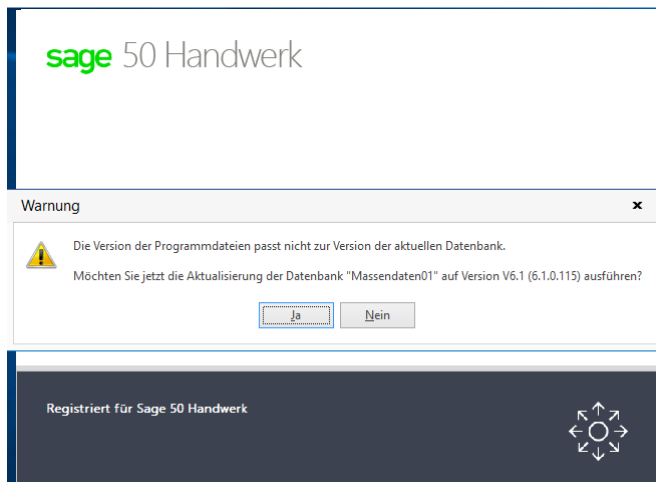 sage 50 Handwerk
Warnung
Die Version der Programmdateien passt nicht zur Version der aktuellen Datenbank.
Möchten Sie jetzt die Aktualisierung der Datenbank "Massendaten01" auf Version V6.1 (6.1.0.115) ausführen?
Ja
Nein
Registriert für Sage 50 Handwerk